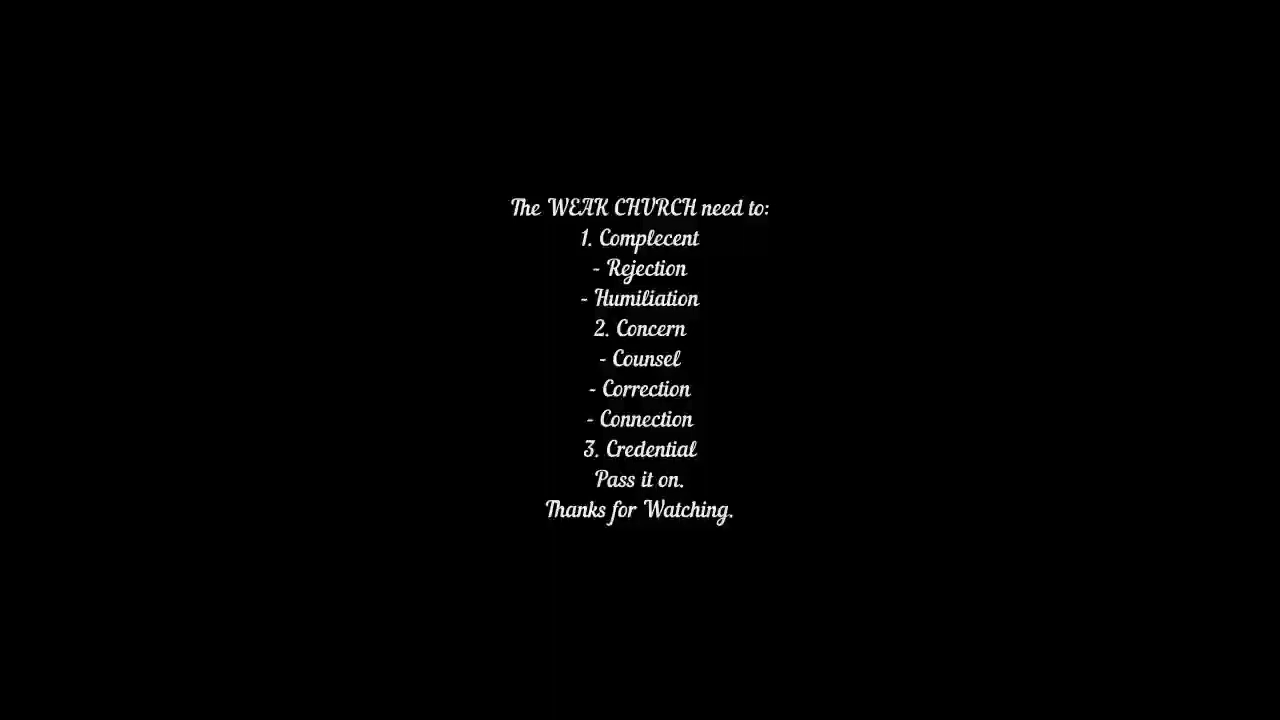 The WEAK CHURCH need to:
1. Complecent
- Rejection
- Humiliation
2. Concern
- Counsel
- Correction
- Connection
3. Credential
Pass it on.
Thanks for Watching.